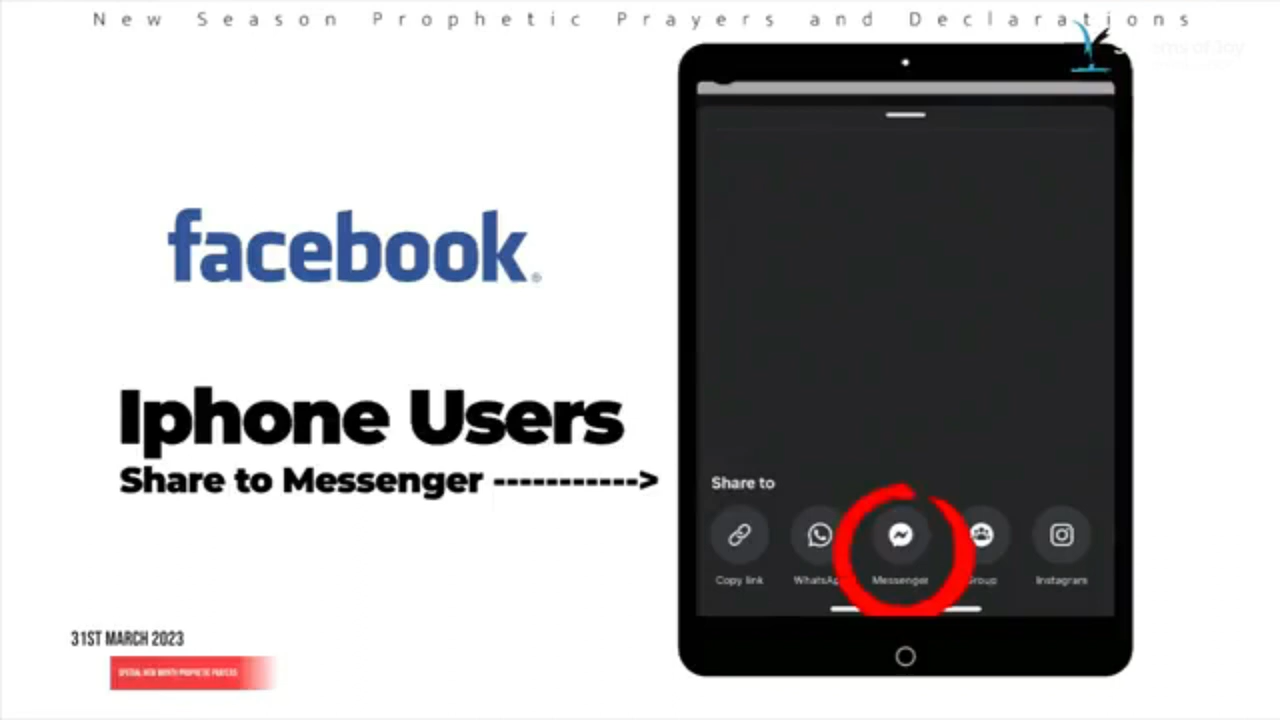 New Season Prophetic Prayers and Declarations
facebook®
Iphone Users
Share to Messenger ----------->
Share to
Copy link
WhatsAp
Messenger
Group
Instagram
31ST MARCH 2023